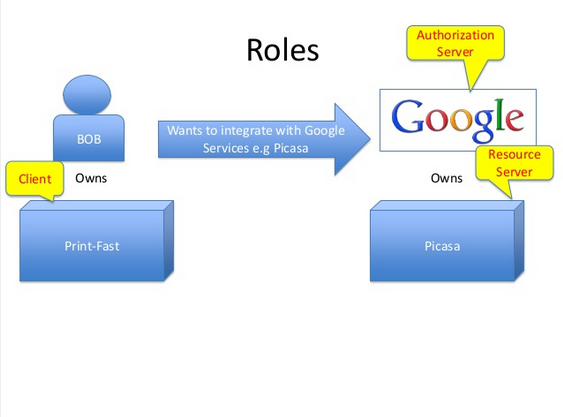 Roles
Authorization
Server
Google
BOB
Wants to integrate with Google
Services e.g Picasa
Client
Owns
Resource
Server
Owns
Print-Fast
Picasa